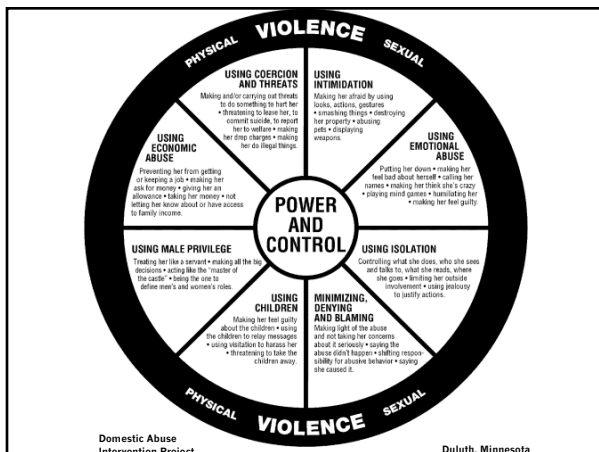 PHYSICAL VIOLENCE SEXUAL
USING COERCION
AND THREATS
Making and/or carrying out threats
to do something to hurt her
• threatening to leave her, to
commit suicide, to report
her to welfare • making
her drop charges • making
her do illegal things.
USING
INTIMIDATION
Making her afraid by using
looks, actions, gestures
• smashing things • destroying
her property • abusing
pets • displaying
weapons.
USING
ECONOMIC
ABUSE
Preventing her from getting
or keeping a job • making her
ask for money • giving her an
allowance • taking her money • not
letting her know about or have access
to family income.
USING
EMOTIONAL
ABUSE
Putting her down • making her
feel bad about herself • calling her
names • making her think she's crazy
• playing mind games • humiliating her
• making her feel guilty.
POWER
AND
CONTROL
USING MALE PRIVILEGE
Treating her like a servant • making all the big
decisions • acting like the "master of
the castle" • being the one to
define men's and women's roles.
USING ISOLATION
Controlling what she does, who she sees
and talks to, what she reads, where
she goes • limiting her outside
involvement • using jealousy
to justify actions.
USING
CHILDREN
Making her feel guilty
about the children • using
the children to relay messages
• using visitation to harass her
• threatening to take the
children away.
MINIMIZING,
DENYING
AND BLAMING
Making light of the abuse
and not taking her concerns
about it seriously • saying the
abuse didn't happen • shifting respon-
sibility for abusive behavior • saying
she caused it.
PHYSICAL VIOLENCE SEXUAL
Domestic Abuse
Intervention Project
Duluth, Minnesota